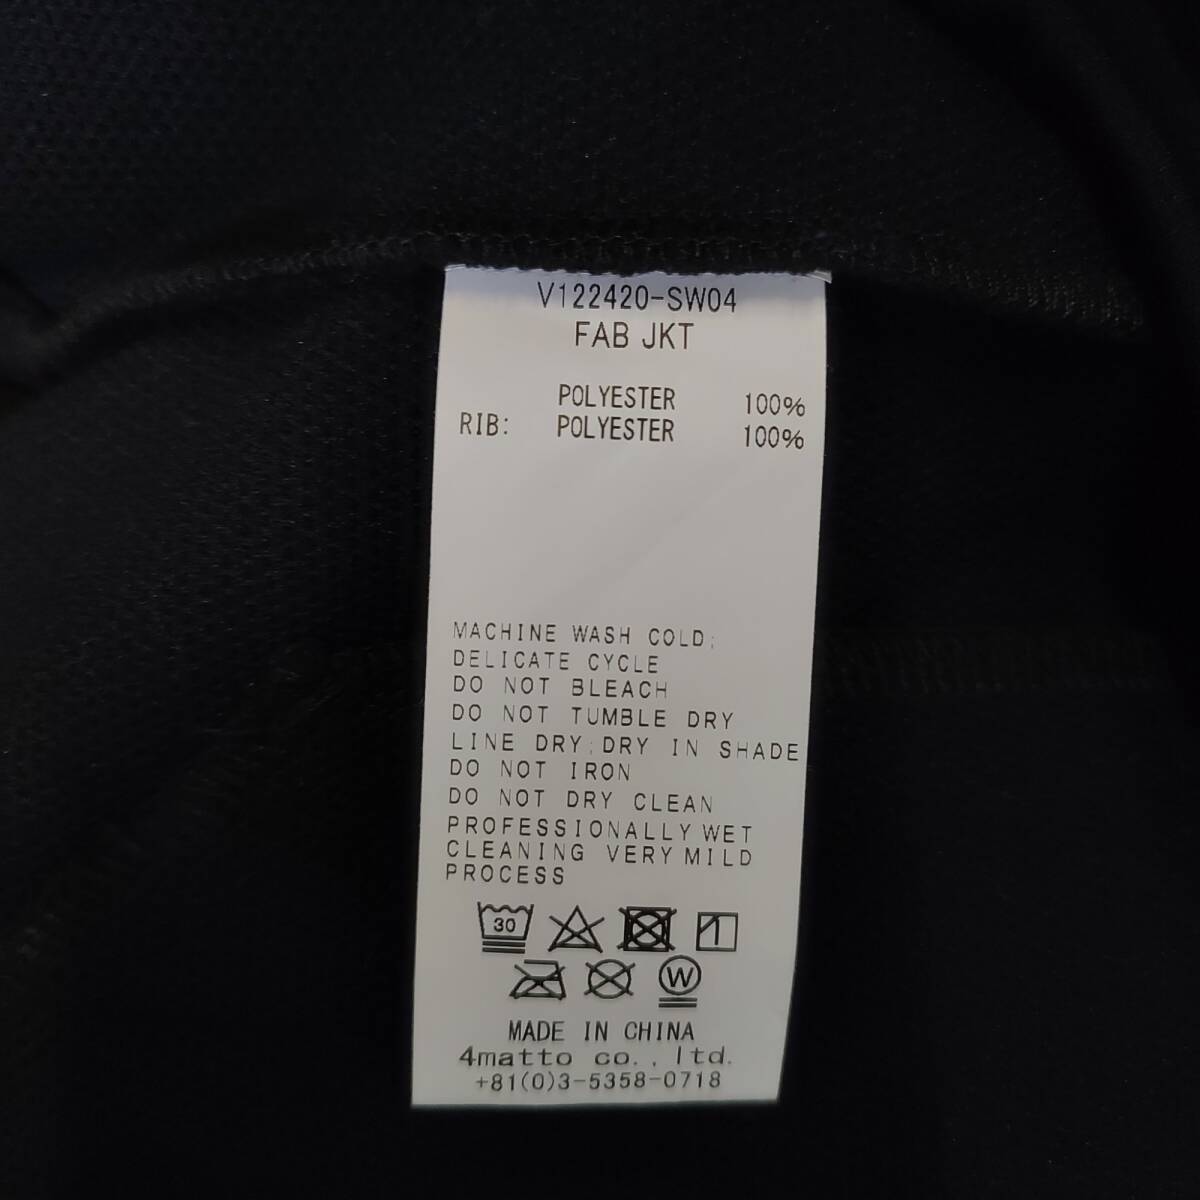 V122420-SW04
FAB JKT
POLYESTER 100%
RIB: POLYESTER 100%
MACHINE WASH COLD;
DELICATE CYCLE
DO NOT BLEACH
DO NOT TUMBLE DRY
LINE DRY;DRY IN SHADE
DO NOT IRON
DO NOT DRY CLEAN
PROFESSIONALLY WET
CLEANING VERY MILD
PROCESS
30
W
MADE IN CHINA
4matto co., ltd.
+81(0)3-5358-0718